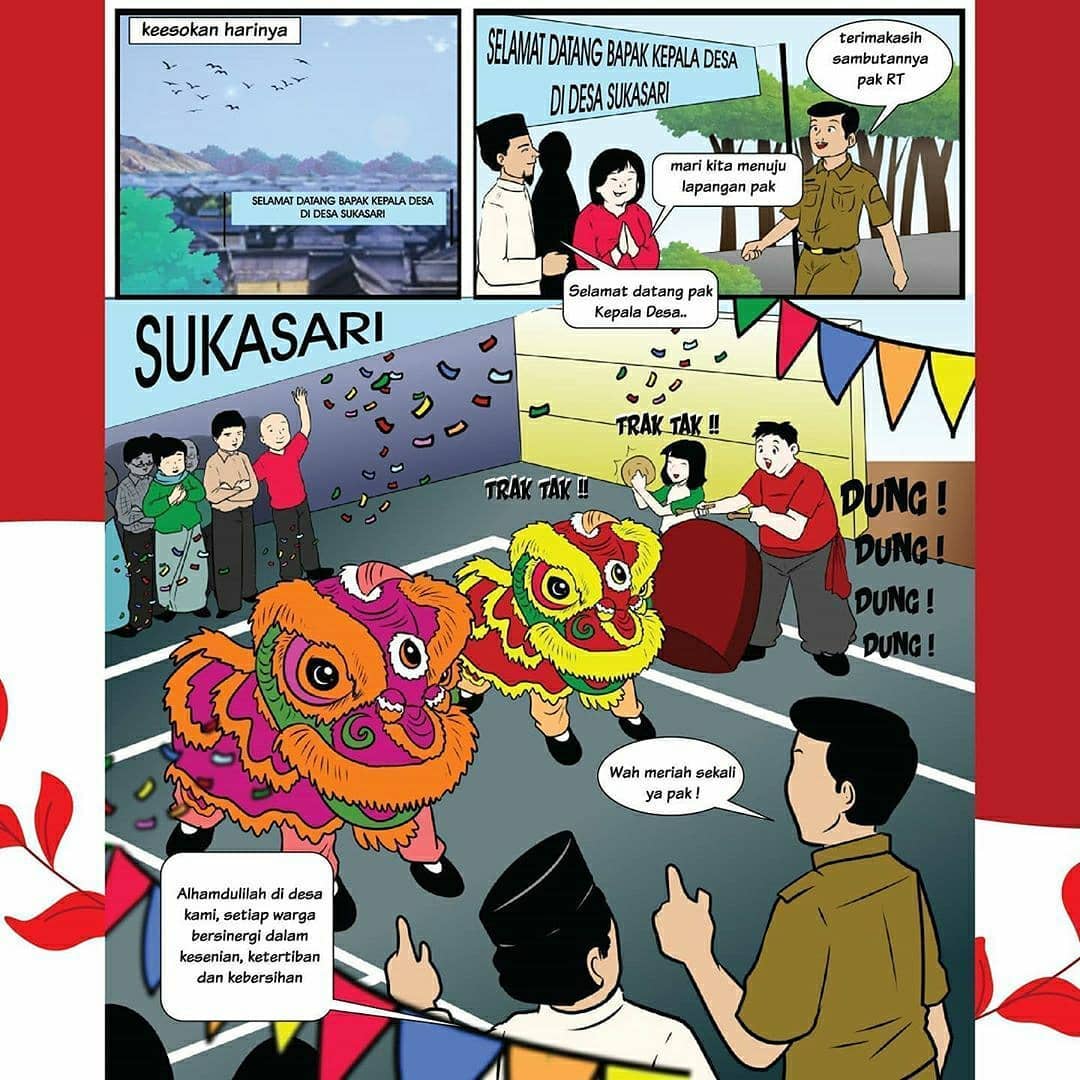 keesokan harinya
SELAMAT DATANG BAPAK KEPALA DESA
DI DESA SUKASARI
SELAMAT DATANG BAPAK KEPALA DESA
DI DESA SUKASARI
terimakasih
sambutannya
pak RT
mari kita menuju
lapangan pak
Selamat datang pak
Kepala Desa..
SUKASARI
TRAK TAK !!
TRAK TAK !!
DUNG !
DUNG !
DUNG !
DUNG !
Wah meriah sekali
ya pak !
Alhamdulilah di desa
kami, setiap warga
bersinergi dalam
kesenian, ketertiban
dan kebersihan